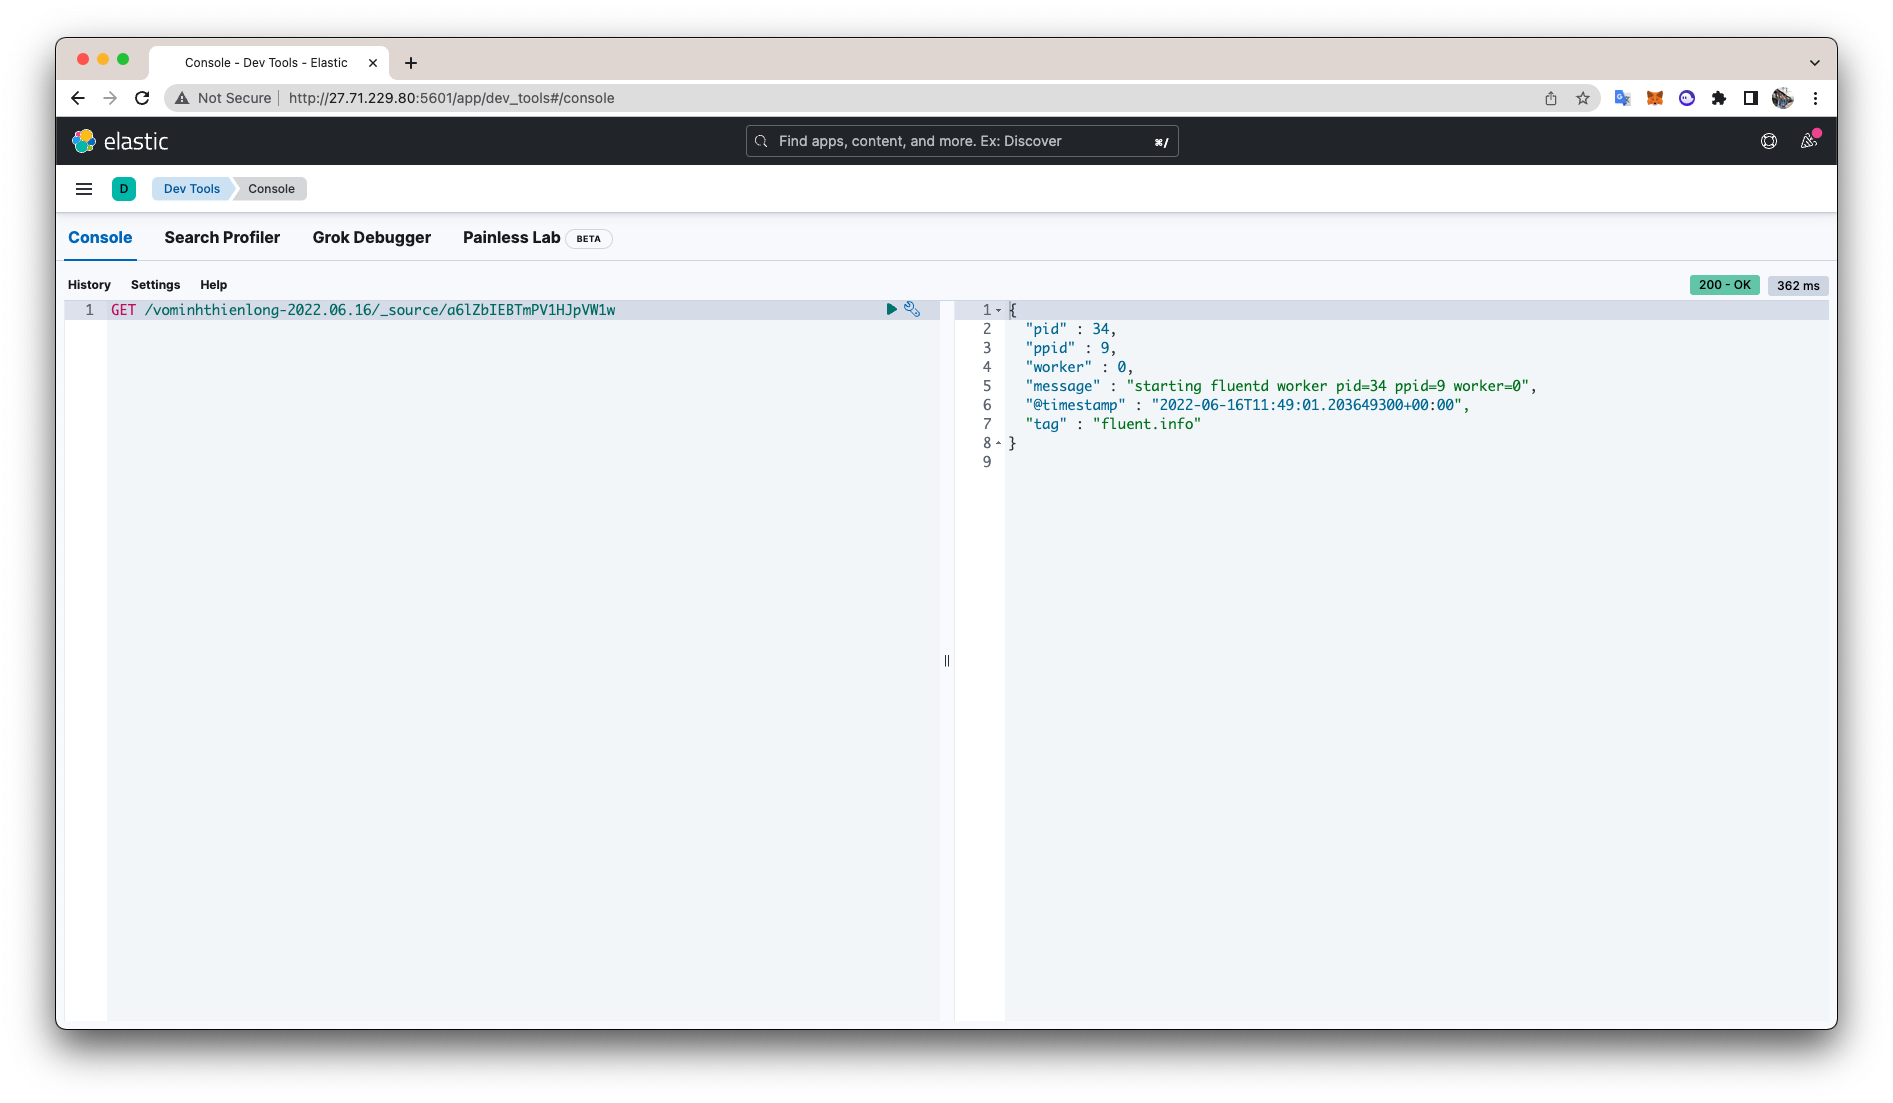 Console - Dev Tools - Elastic
Not Secure http://27.71.229.80:5601/app/dev_tools#/console
elastic
Find apps, content, and more. Ex: Discover ⌘/
D Dev Tools Console
Console Search Profiler Grok Debugger Painless Lab BETA
History Settings Help 200 - OK 362 ms
1 GET /vominhthienlong-2022.06.16/_source/a6lZbIEBTmPV1HJpVW1w
1 {
2 "pid" : 34,
3 "ppid" : 9,
4 "worker" : 0,
5 "message" : "starting fluentd worker pid=34 ppid=9 worker=0",
6 "@timestamp" : "2022-06-16T11:49:01.203649300+00:00",
7 "tag" : "fluent.info"
8 }
9